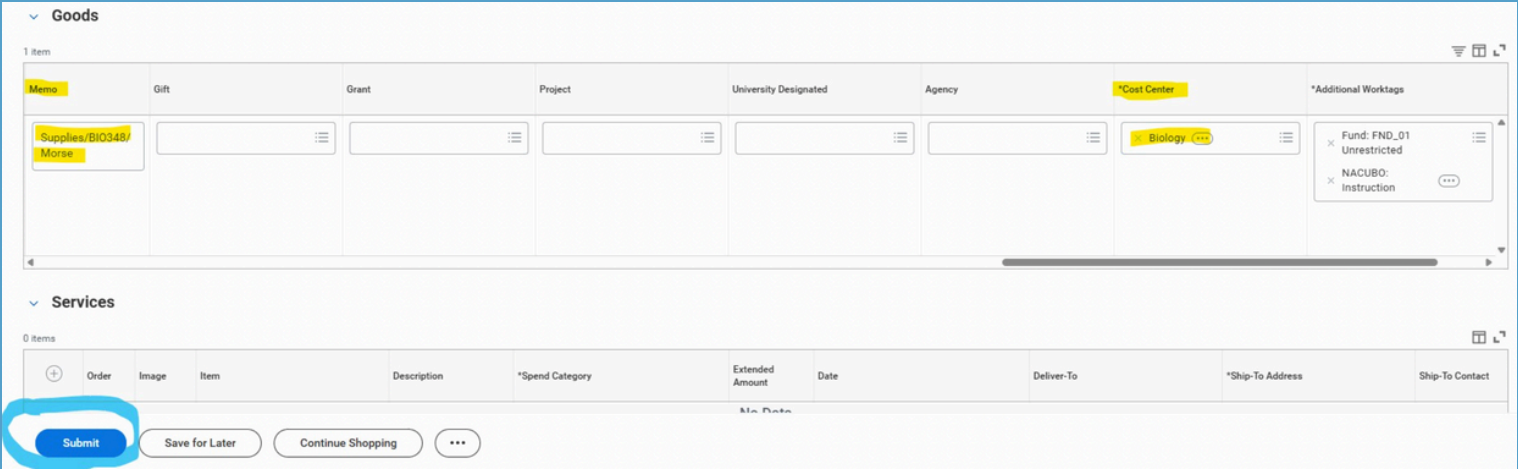 Goods
1 item
Memo Gift Grant Project University Designated Agency *Cost Center *Additional Worktags
Supplies/BIO348/ Biology Fund: FND_01
Morse Unrestricted
NACUBO:
Instruction
Services
0 items
Order Image Item Description *Spend Category Extended Amount Date Deliver-To *Ship-To Address Ship-To Contact
No Data
Submit Save for Later Continue Shopping